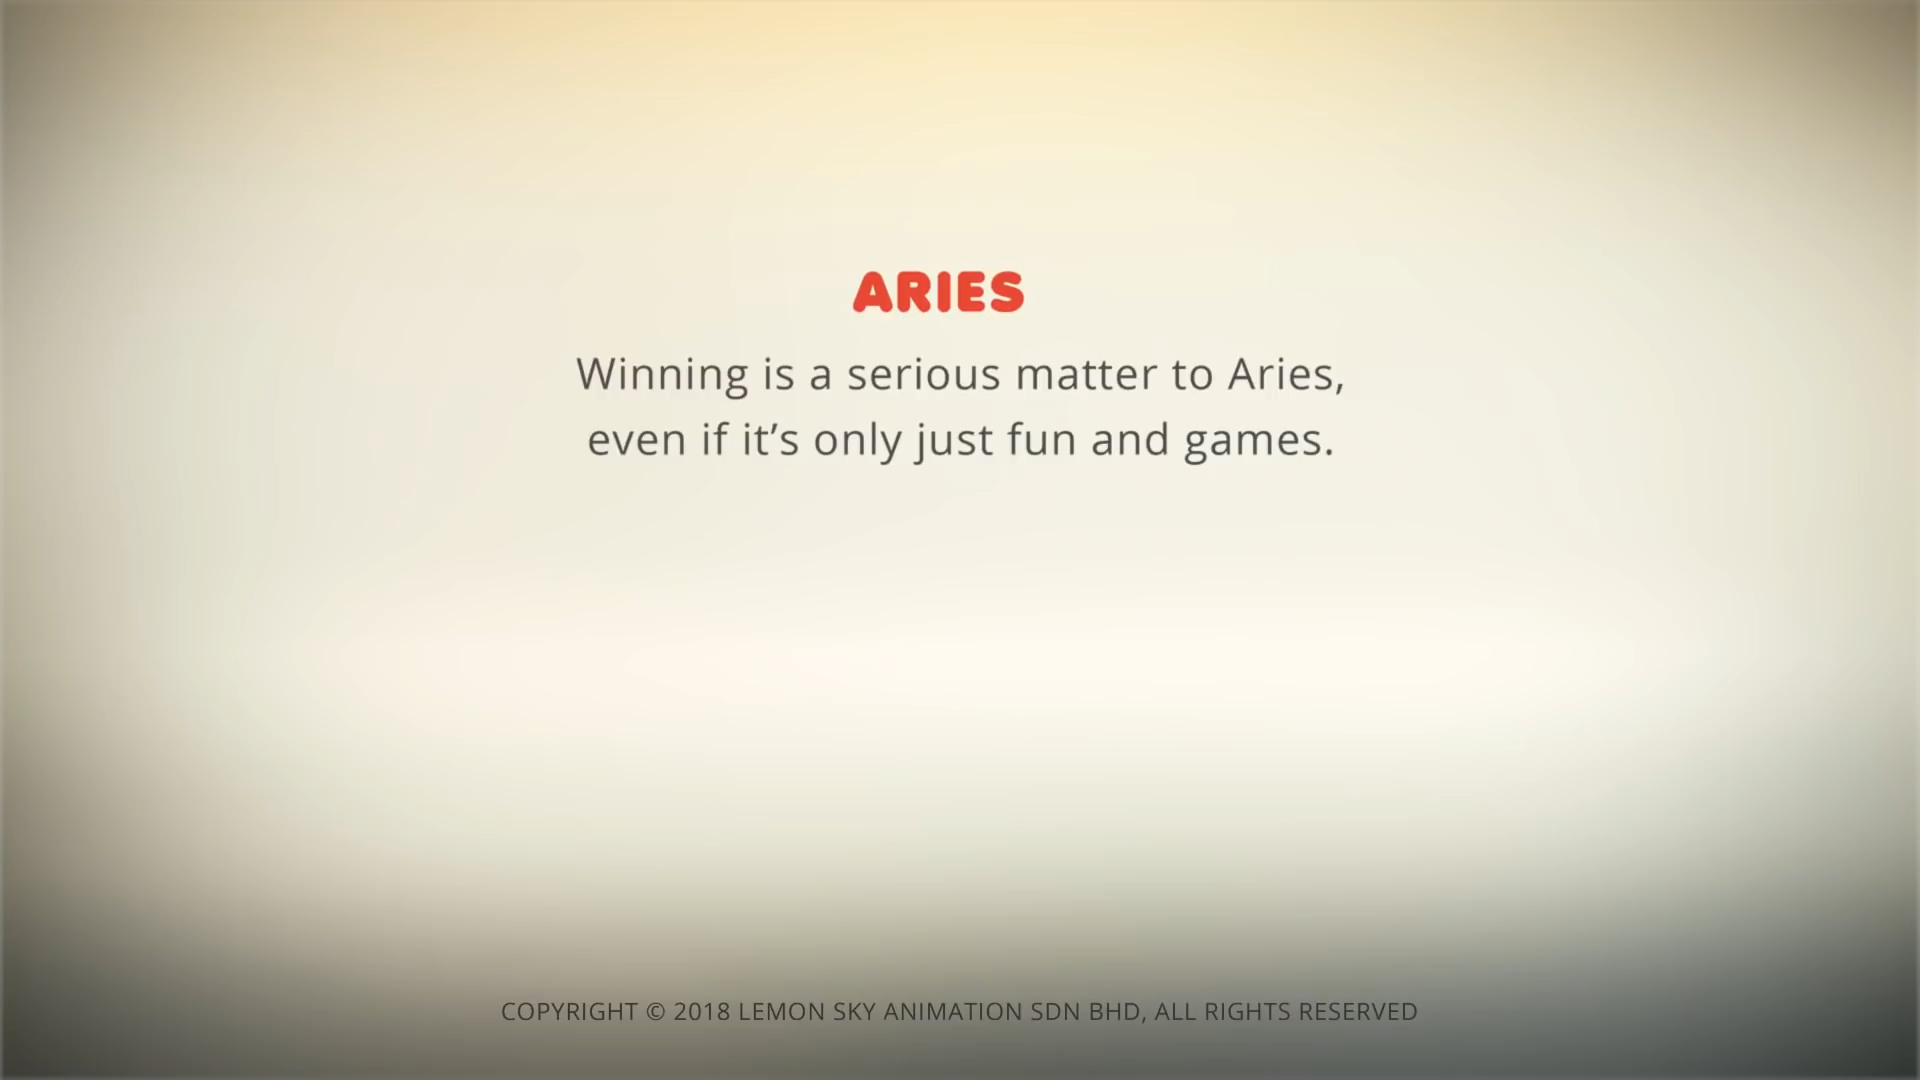 ARIES
Winning is a serious matter to Aries,
even if it’s only just fun and games.
COPYRIGHT © 2018 LEMON SKY ANIMATION SDN BHD, ALL RIGHTS RESERVED